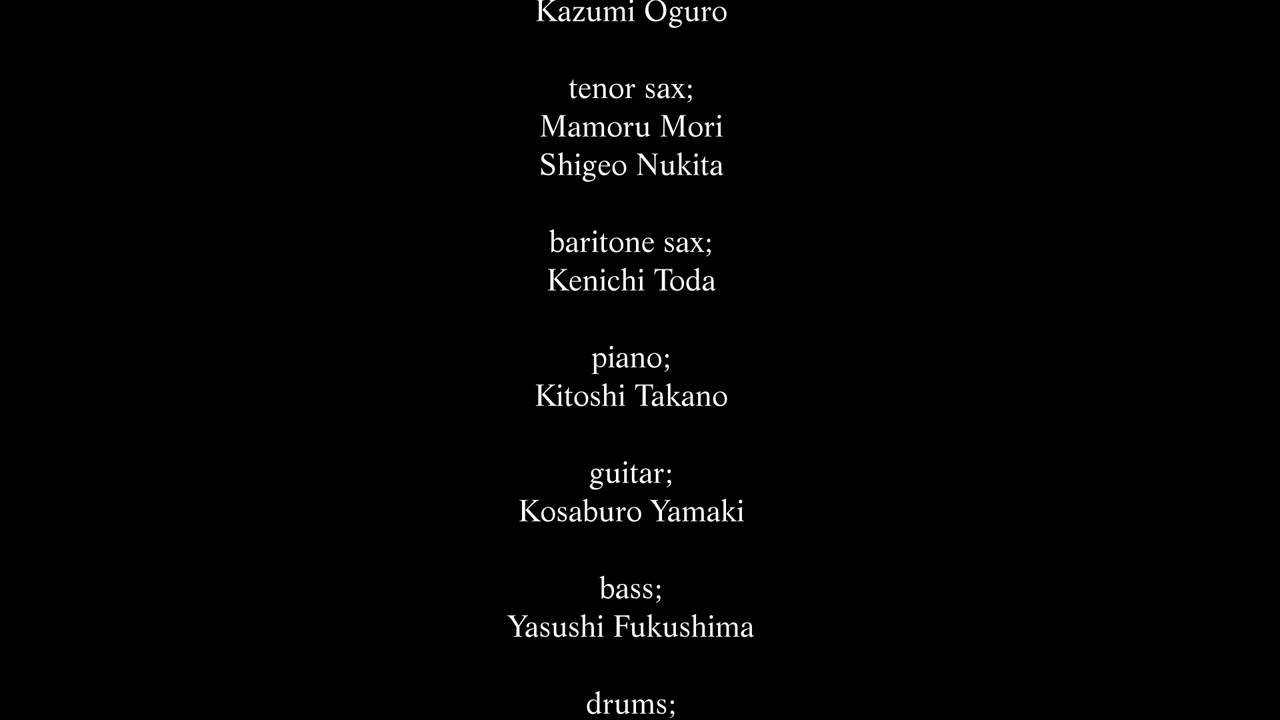 Kazumi Oguro
tenor sax;
Mamoru Mori
Shigeo Nukita
baritone sax;
Kenichi Toda
piano;
Kitoshi Takano
guitar;
Kosaburo Yamaki
bass;
Yasushi Fukushima
drums;